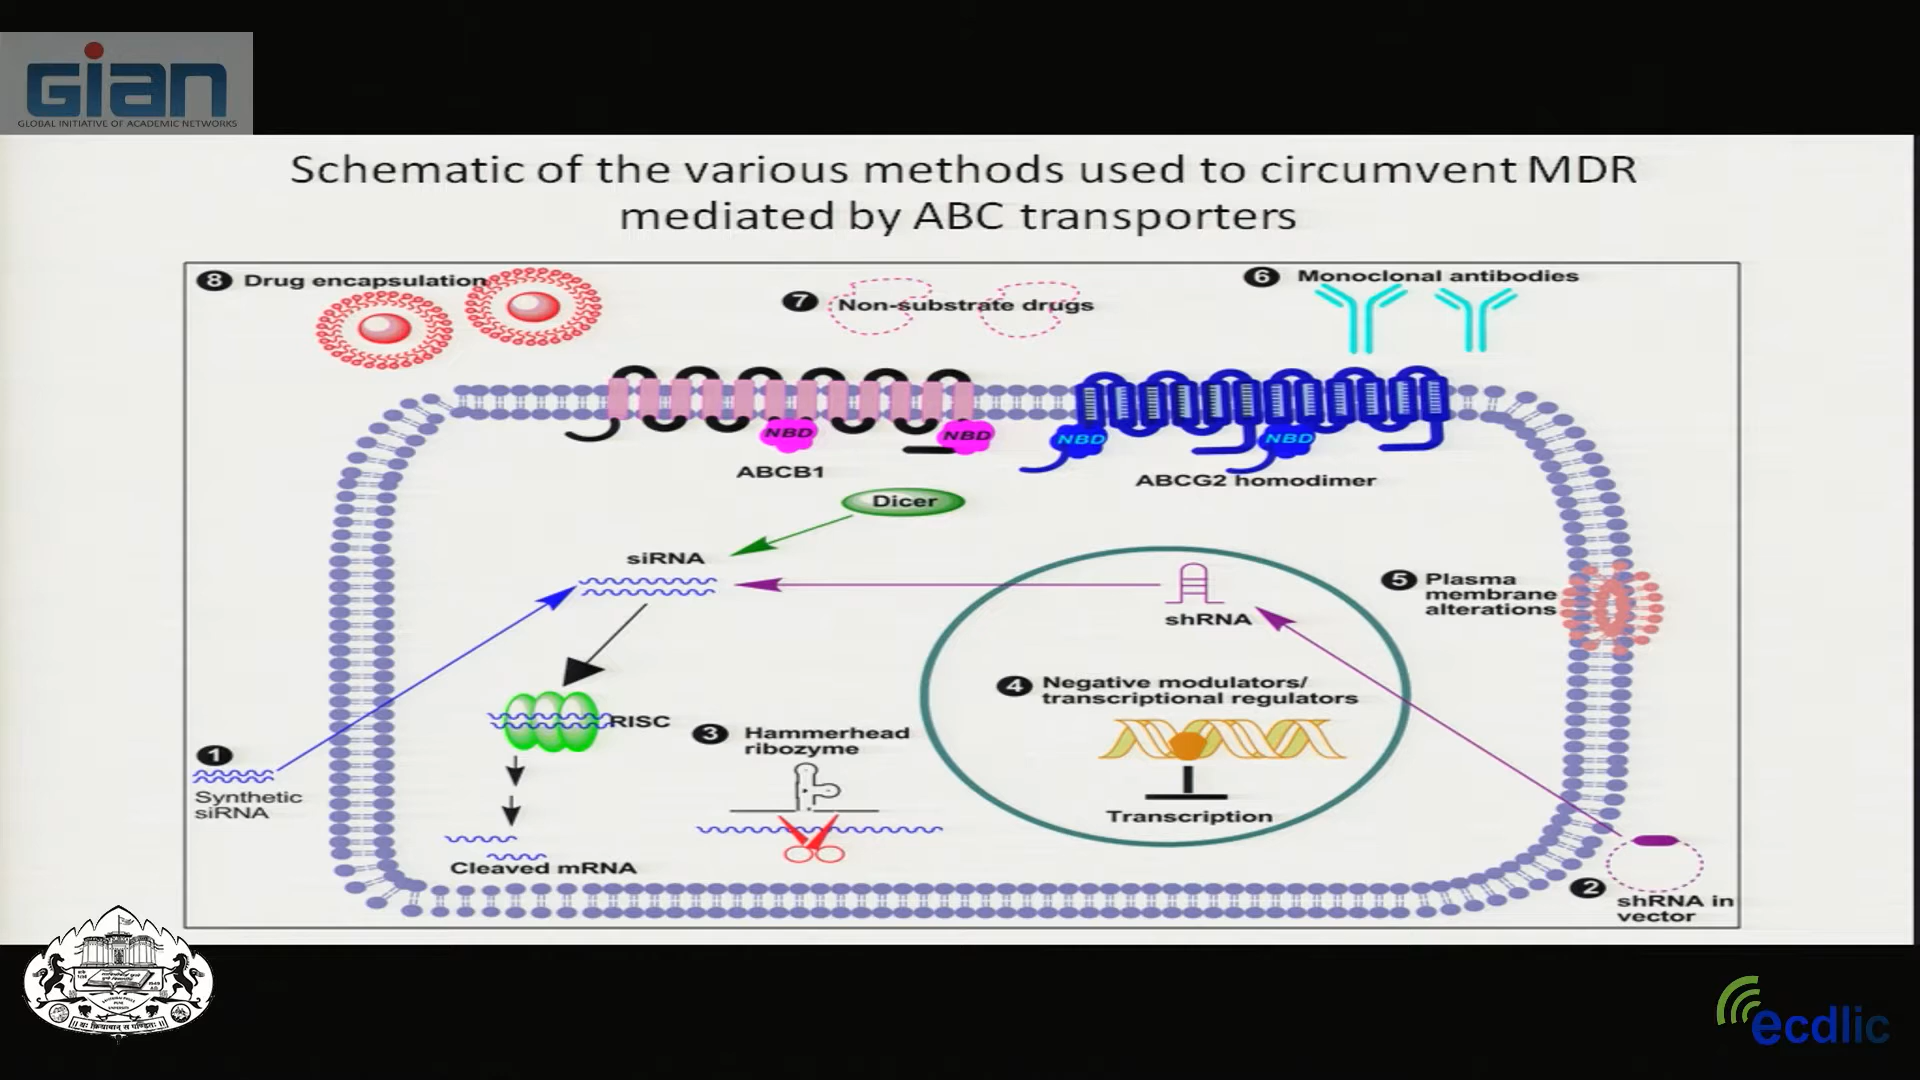 GIAN
GLOBAL INITIATIVE OF ACADEMIC NETWORKS
Schematic of the various methods used to circumvent MDR
mediated by ABC transporters
8 Drug encapsulation
7 Non-substrate drugs
6 Monoclonal antibodies
NBD
NBD
NBD
NBD
ABCB1
ABCG2 homodimer
Dicer
siRNA
shRNA
5 Plasma
membrane
alterations
4 Negative modulators/
transcriptional regulators
Transcription
RISC
3 Hammerhead
ribozyme
1
Synthetic
siRNA
Cleaved mRNA
2
shRNA in
vector
ecdlic